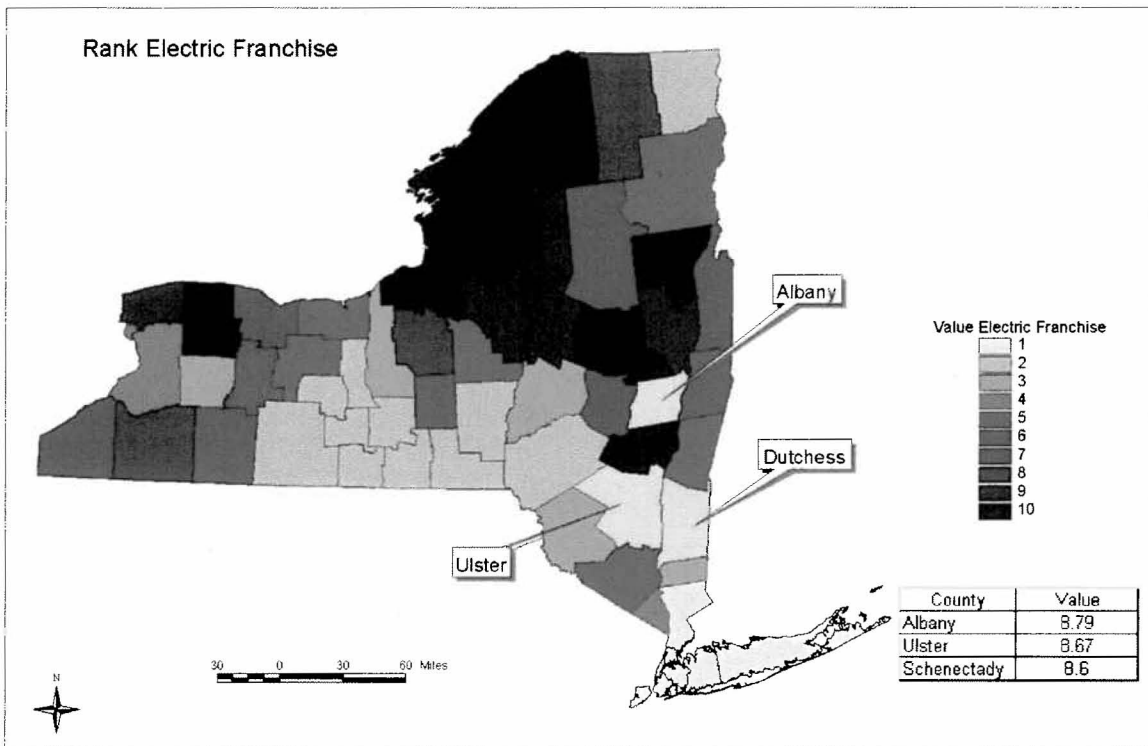 Rank Electric Franchise
Albany
Value Electric Franchise
1
2
3
4
5
6
7
8
9
10
Dutchess
Ulster
County Value
Albany 8.79
Ulster 8.67
Schenectady 8.6
30 0 30 60 Miles
N